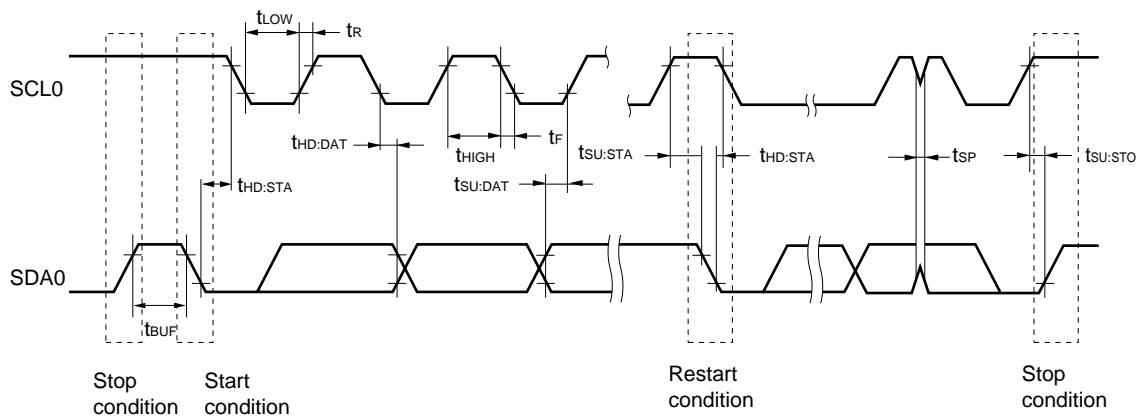 tLOW
tR
SCL0
tHD:DAT
tHIGH
tF
tSU:STA
tHD:STA
tSP
tSU:STO
tHD:STA
tSU:DAT
SDA0
tBUF
Stop
condition
Start
condition
Restart
condition
Stop
condition